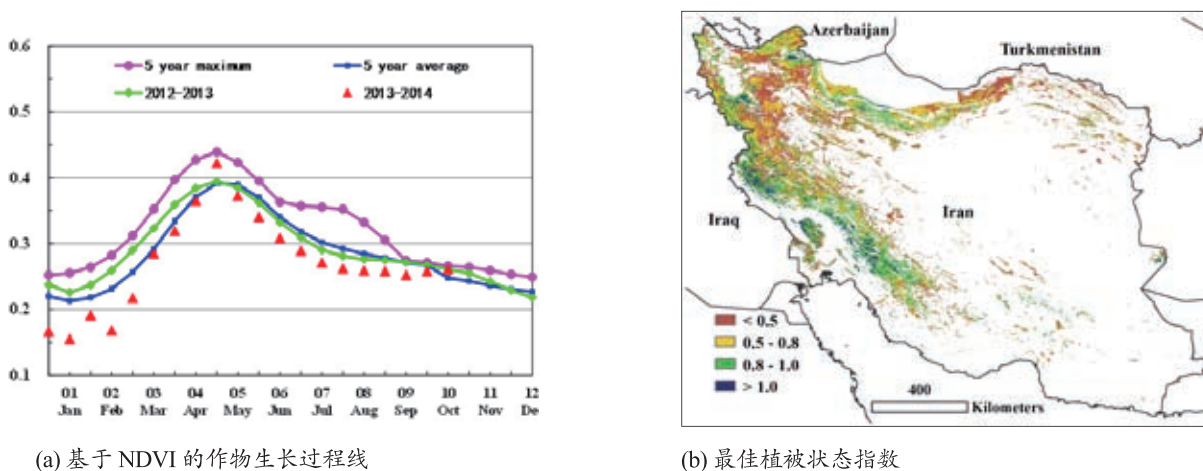 0.6
0.5
0.4
0.3
0.2
0.1
5 year maximum
5 year average
2012-2013
2013-2014
01 02 03 04 05 06 07 08 09 10 11 12
Jan Feb Mar Apr May Jun Jul Aug Sep Oct Nov De
(a) 基于 NDVI 的作物生长过程线
Azerbaijan
Turkmenistan
Iraq
Iran
< 0.5
0.5 - 0.8
0.8 - 1.0
> 1.0
400
Kilometers
(b) 最佳植被状态指数